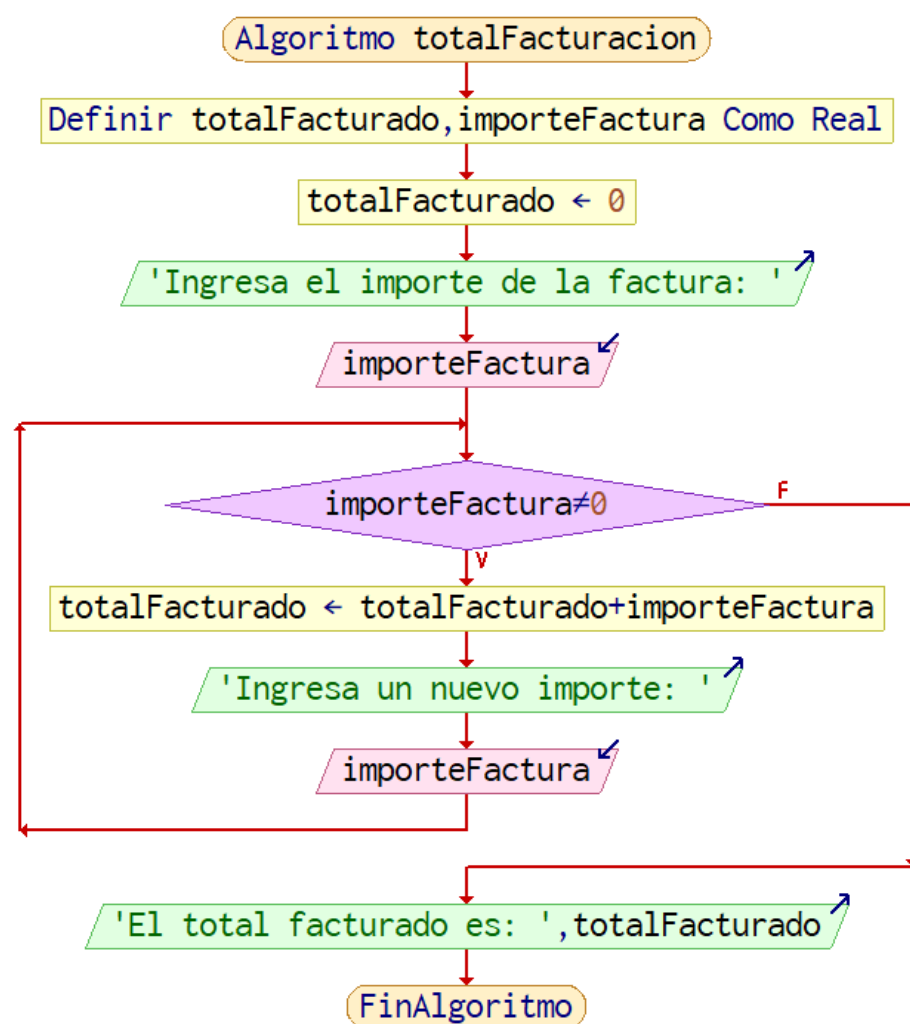 Algoritmo totalFacturacion
Definir totalFacturado,importeFactura Como Real
totalFacturado ← 0
'Ingresa el importe de la factura: '
importeFactura
importeFactura≠0
F
V
totalFacturado ← totalFacturado+importeFactura
'Ingresa un nuevo importe: '
importeFactura
'El total facturado es: ',totalFacturado
FinAlgoritmo